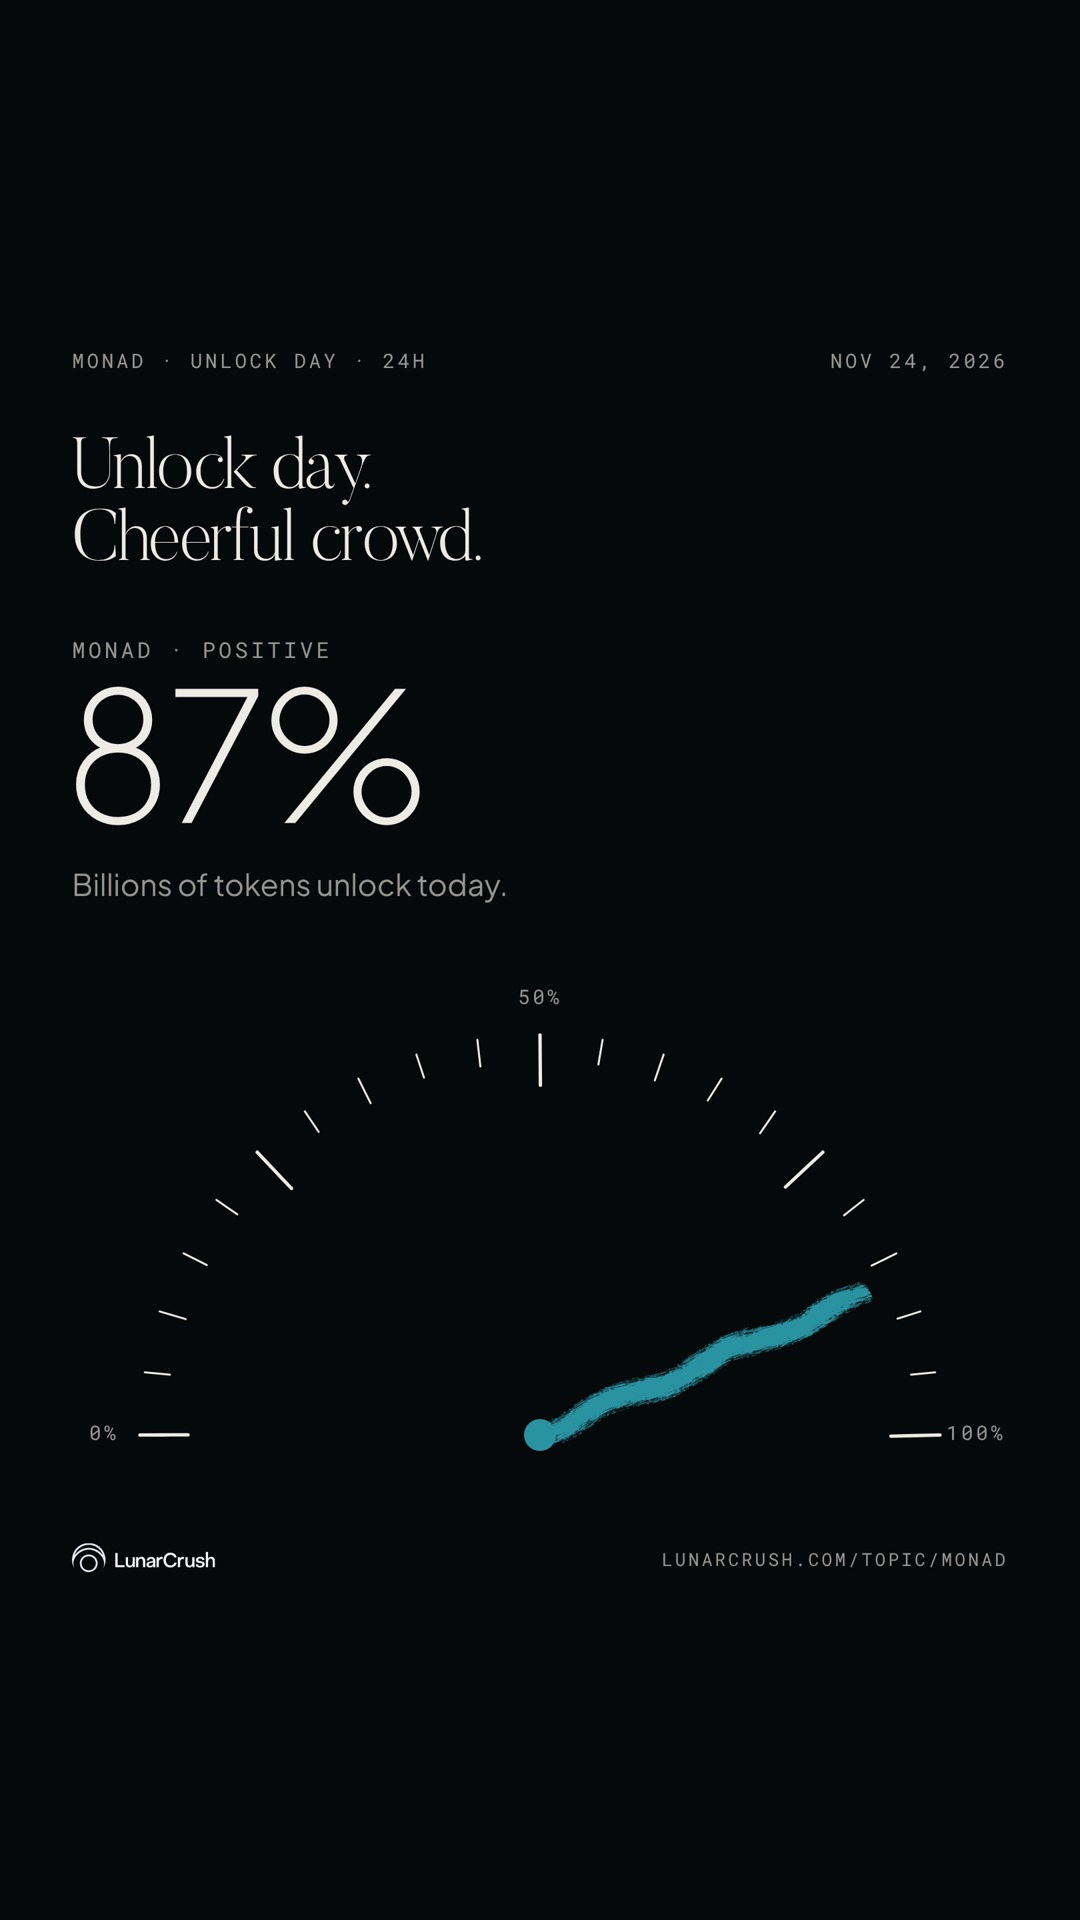 MONAD · UNLOCK DAY · 24H
NOV 24, 2026
Unlock day.
Cheerful crowd.
MONAD · POSITIVE
87%
Billions of tokens unlock today.
50%
0%
100%
LunarCrush
LUNARCRUSH.COM/TOPIC/MONAD